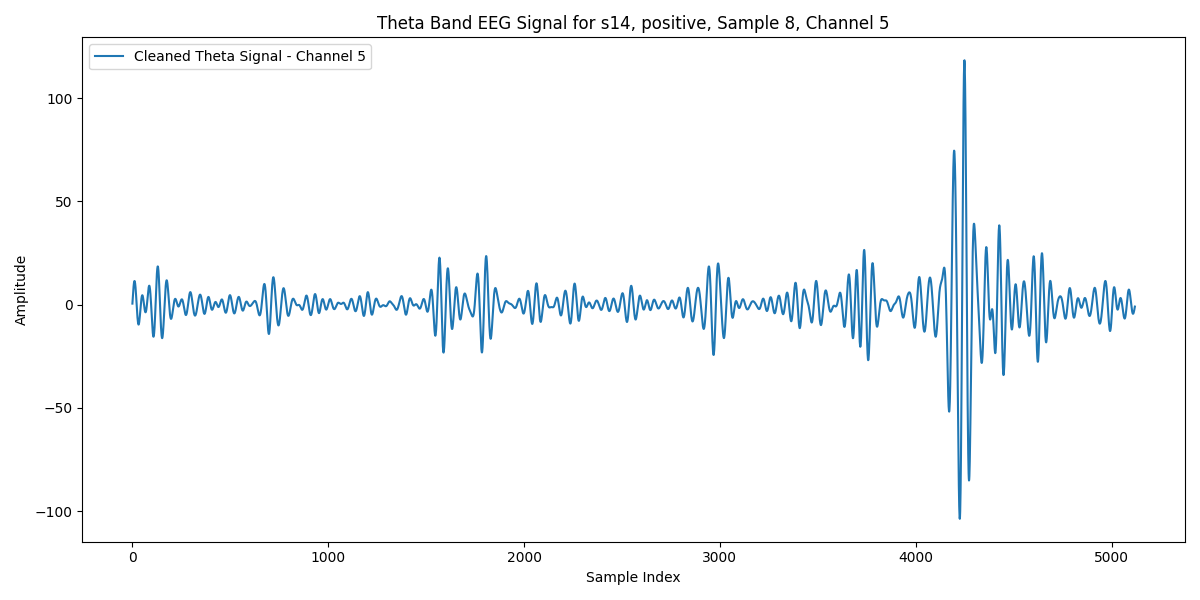 Theta Band EEG Signal for s14, positive, Sample 8, Channel 5
Cleaned Theta Signal - Channel 5
Amplitude
100
50
0
−50
−100
0 1000 2000 3000 4000 5000
Sample Index